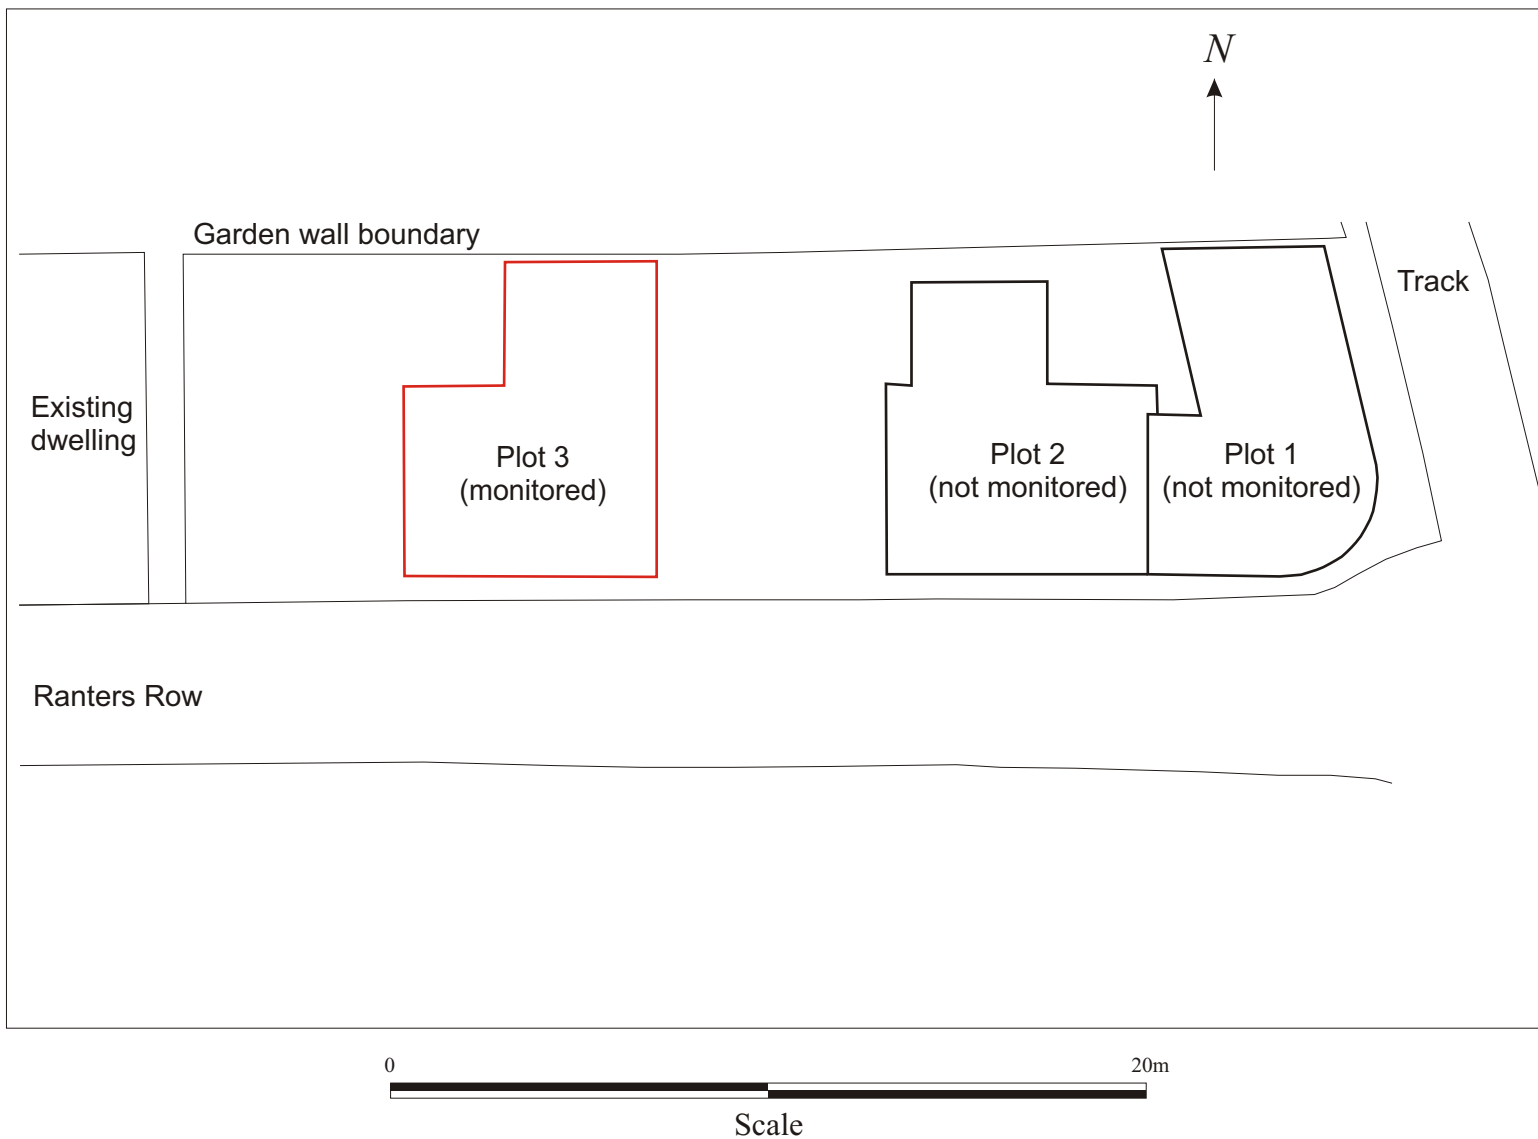 N
Garden wall boundary
Track
Existing
dwelling
Plot 3
(monitored)
Plot 2
(not monitored)
Plot 1
(not monitored)
Ranters Row
0
20m
Scale